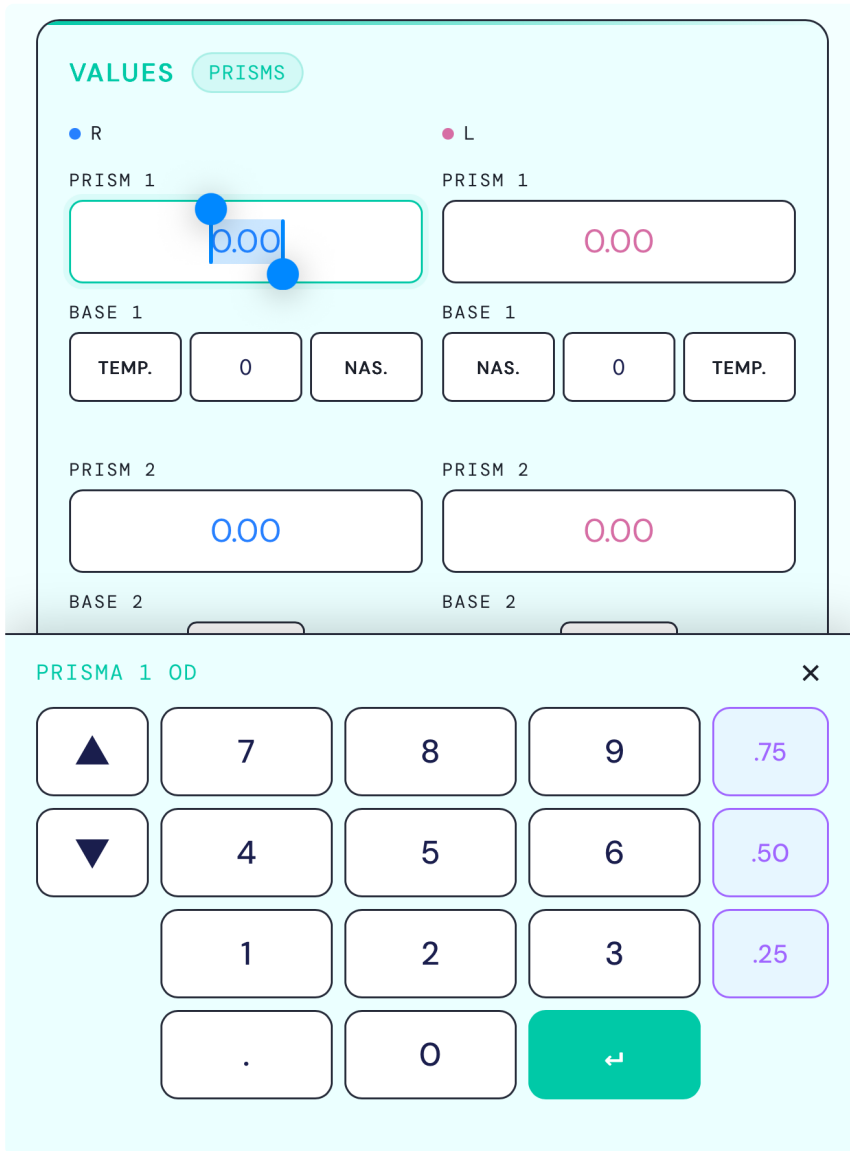 VALUES PRISMS
R L
PRISM 1 PRISM 1
0.00 0.00
BASE 1 BASE 1
TEMP. 0 NAS. NAS. 0 TEMP.
PRISM 2 PRISM 2
0.00 0.00
BASE 2 BASE 2
PRISMA 1 OD ✕
▲ 7 8 9 .75
▼ 4 5 6 .50
1 2 3 .25
. 0 ↵